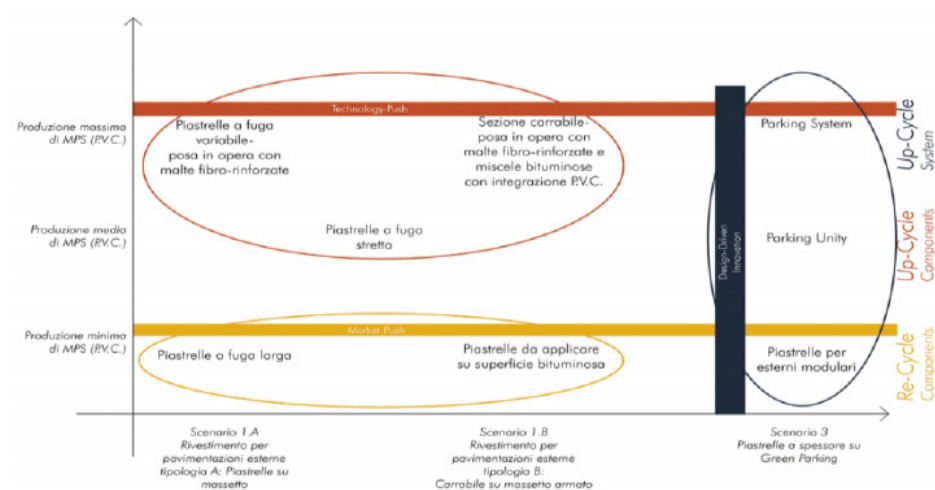 Technology-Push
Produzione massima
di MPS (P.V.C.)
Piastrelle a fuga
variabile-
posa in opera con
malte fibro-rinforzate
Sezione carrabile-
posa in opera con
malte fibro-rinforzate e
miscele bituminose
con integrazione P.V.C.
Parking System
Up-Cycle
System
Produzione media
di MPS (P.V.C.)
Piastrelle a fuga
stretta
Design-Driven
Innovation
Parking Unity
Up-Cycle
Components
Market-Push
Produzione minima
di MPS (P.V.C.)
Piastrelle a fuga larga
Piastrelle da applicare
su superficie bituminosa
Piastrelle per
esterni modulari
Re-Cycle
Components
Scenario 1.A
Rivestimento per
pavimentazioni esterne
tipologia A: Piastrelle su
massetto
Scenario 1.B
Rivestimento per
pavimentazioni esterne
tipologia B:
Carrabile su massetto armato
Scenario 3
Piastrelle a spessore su
Green Parking